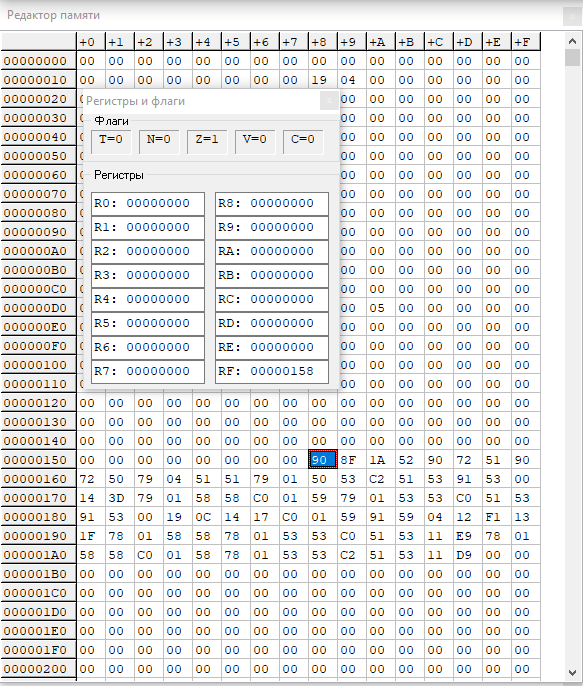 Редактор памяти
+0 +1 +2 +3 +4 +5 +6 +7 +8 +9 +A +B +C +D +E +F
00000000 00 00 00 00 00 00 00 00 00 00 00 00 00 00 00 00
00000010 00 00 00 00 00 00 00 00 19 04 00 00 00 00 00 00
00000020 00 00 00 00 00 00 00
00000030 00 00 00 00 00 00 00
00000040 00 00 00 00 00 00 00
00000050 00 00 00 00 00 00 00
00000060 00 00 00 00 00 00 00
00000070 00 00 00 00 00 00 00
00000080 00 00 00 00 00 00 00
00000090 00 00 00 00 00 00 00
000000A0 00 00 00 00 00 00 00
000000B0 00 00 00 00 00 00 00
000000C0 00 00 00 00 00 00 00
000000D0 00 05 00 00 00 00 00
000000E0 00 00 00 00 00 00 00
000000F0 00 00 00 00 00 00 00
00000100 00 00 00 00 00 00 00
00000110 00 00 00 00 00 00 00
00000120 00 00 00 00 00 00 00 00 00 00 00 00 00 00 00 00
00000130 00 00 00 00 00 00 00 00 00 00 00 00 00 00 00 00
00000140 00 00 00 00 00 00 00 00 00 00 00 00 00 00 00 00
00000150 00 00 00 00 00 00 00 00 90 8F 1A 52 90 72 51 90
00000160 72 50 79 04 51 51 79 01 50 53 C2 51 53 91 53 00
00000170 14 3D 79 01 58 58 C0 01 59 79 01 53 53 C0 51 53
00000180 91 53 00 19 0C 14 17 C0 01 59 91 59 04 12 F1 13
00000190 1F 78 01 58 58 78 01 53 53 C0 51 53 11 E9 78 01
000001A0 58 58 C0 01 58 78 01 53 53 C2 51 53 11 D9 00 00
000001B0 00 00 00 00 00 00 00 00 00 00 00 00 00 00 00 00
000001C0 00 00 00 00 00 00 00 00 00 00 00 00 00 00 00 00
000001D0 00 00 00 00 00 00 00 00 00 00 00 00 00 00 00 00
000001E0 00 00 00 00 00 00 00 00 00 00 00 00 00 00 00 00
000001F0 00 00 00 00 00 00 00 00 00 00 00 00 00 00 00 00
00000200 00 00 00 00 00 00 00 00 00 00 00 00 00 00 00 00
Регистры и флаги
Флаги
T=0 N=0 Z=1 V=0 C=0
Регистры
R0: 00000000 R8: 00000000
R1: 00000000 R9: 00000000
R2: 00000000 RA: 00000000
R3: 00000000 RB: 00000000
R4: 00000000 RC: 00000000
R5: 00000000 RD: 00000000
R6: 00000000 RE: 00000000
R7: 00000000 RF: 00000158